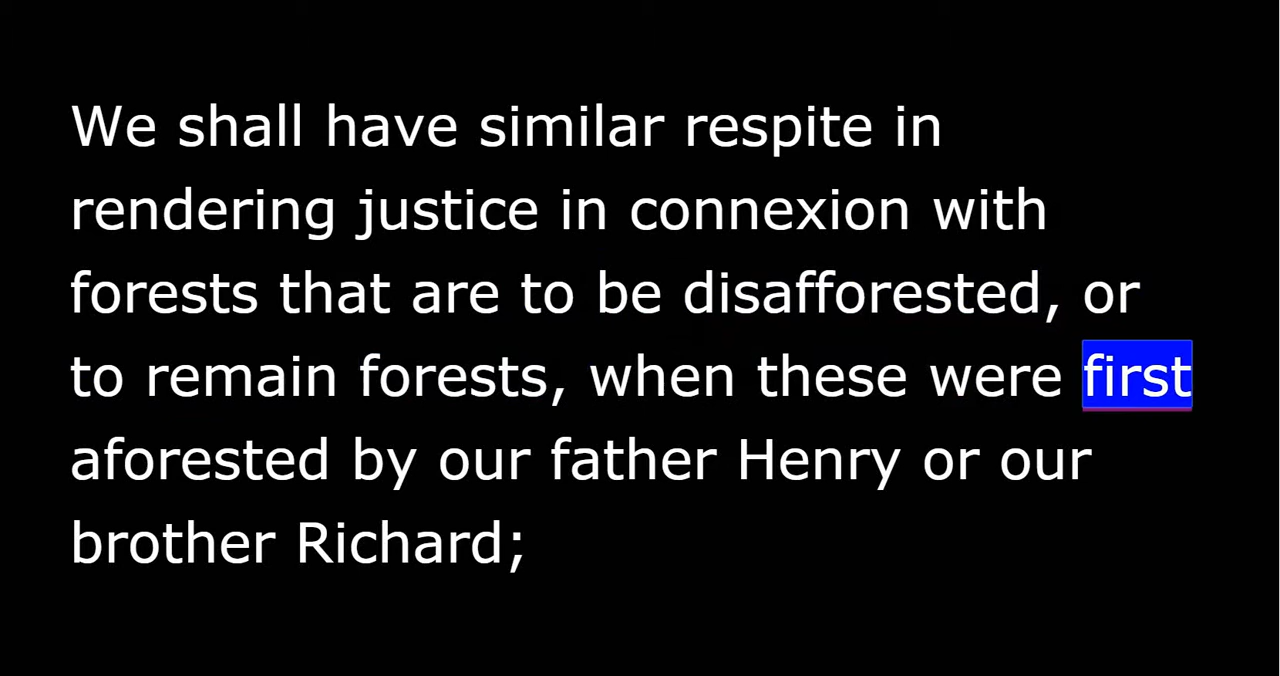 We shall have similar respite in
rendering justice in connexion with
forests that are to be disafforested, or
to remain forests, when these were first
aforested by our father Henry or our
brother Richard;